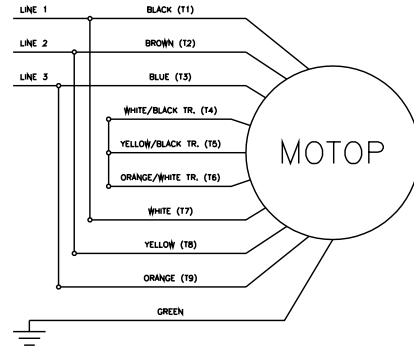 LINE 1 BLACK (T1)
LINE 2 BROWN (T2)
LINE 3 BLUE (T3)
WHITE/BLACK TR. (T4)
YELLOW/BLACK TR. (T5)
MOTOP
ORANGE/WHITE TR. (T6)
WHITE (T7)
YELLOW (T8)
ORANGE (T9)
GREEN